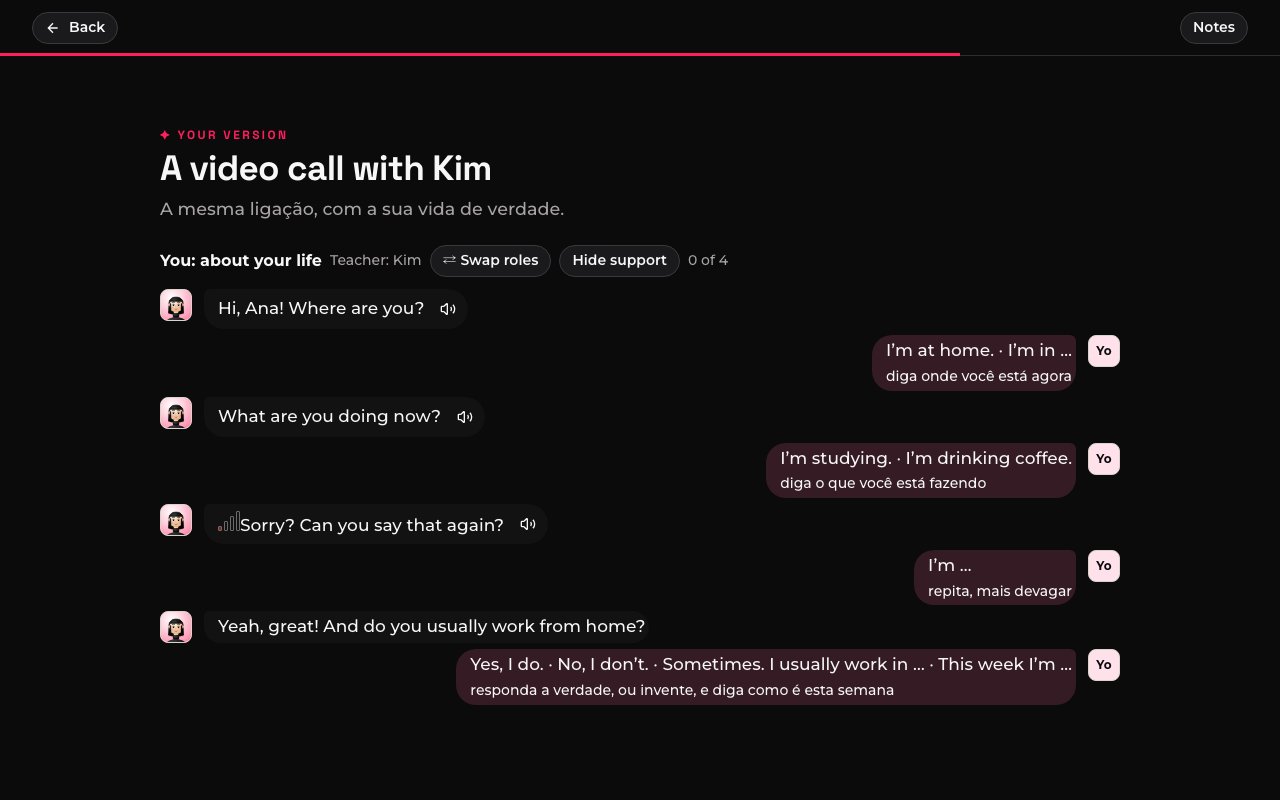 Back
Notes
YOUR VERSION
A video call with Kim
A mesma ligação, com a sua vida de verdade.
You: about your life Teacher: Kim Swap roles Hide support 0 of 4
Hi, Ana! Where are you?
I’m at home. · I’m in ... Yo
diga onde você está agora
What are you doing now?
I’m studying. · I’m drinking coffee. Yo
diga o que você está fazendo
Sorry? Can you say that again?
I’m ... Yo
repita, mais devagar
Yeah, great! And do you usually work from home?
Yes, I do. · No, I don’t. · Sometimes. I usually work in ... · This week I’m ... Yo
responda a verdade, ou invente, e diga como é esta semana